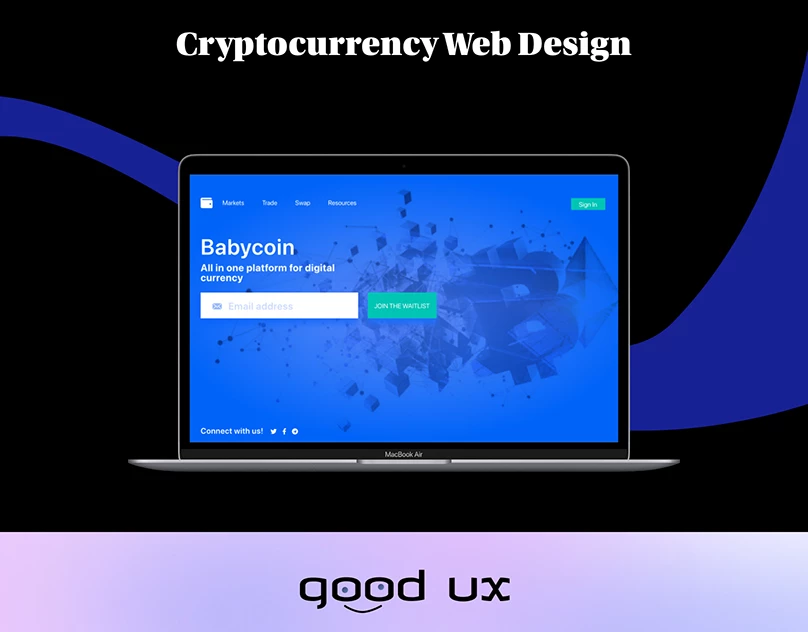 Cryptocurrency Web Design
Markets Trade Swap Resources Sign In
Babycoin
All in one platform for digital
currency
Email address JOIN THE WAITLIST
Connect with us!
MacBook Air
good ux